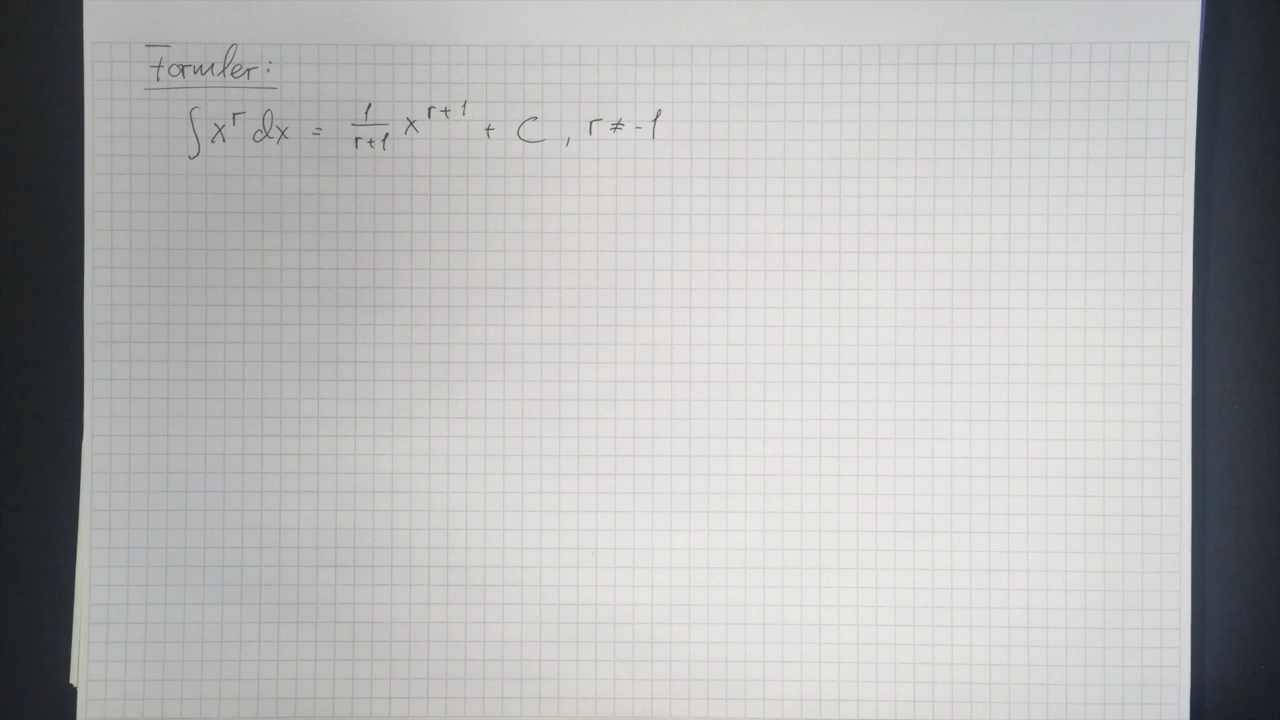 Formler:
∫x^r dx = 1/(r+1) x^(r+1) + C, r ≠ -1